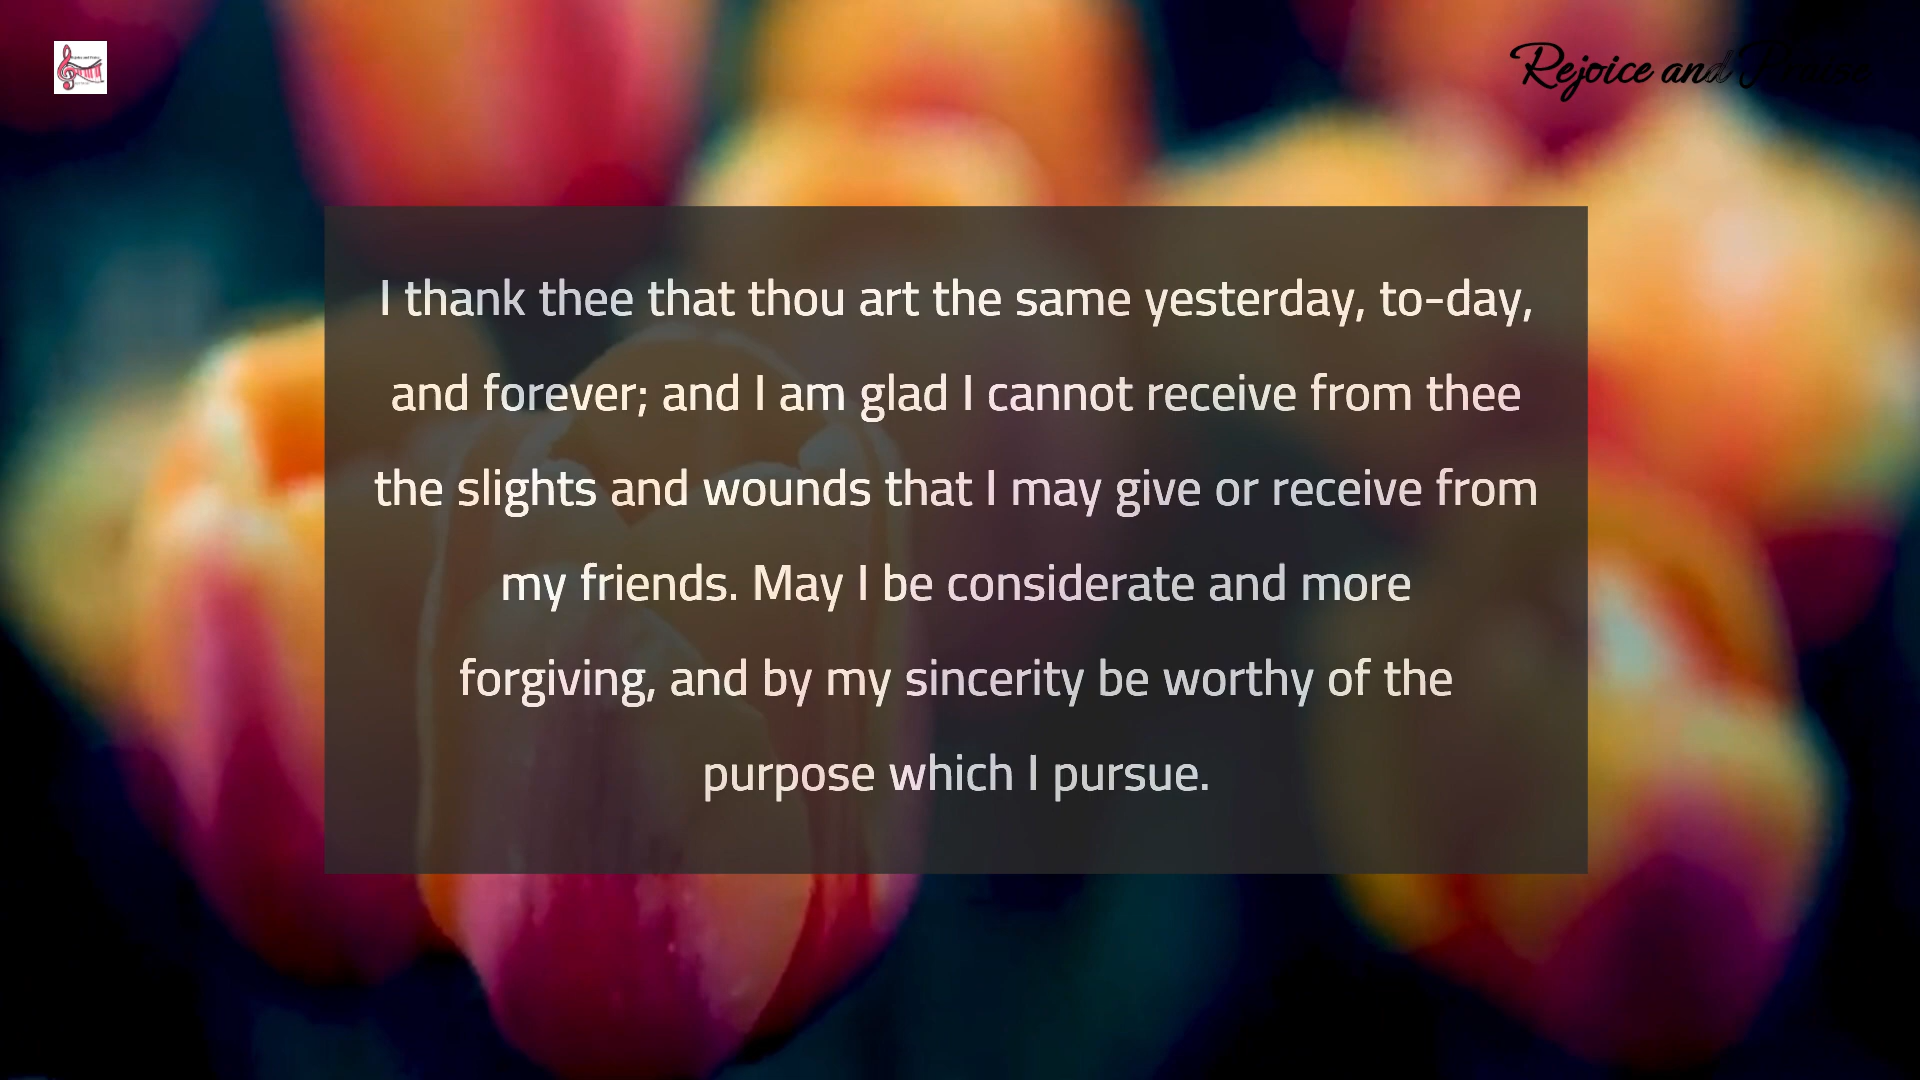 Rejoice and Praise
I thank thee that thou art the same yesterday, to-day,
and forever; and I am glad I cannot receive from thee
the slights and wounds that I may give or receive from
my friends. May I be considerate and more
forgiving, and by my sincerity be worthy of the
purpose which I pursue.